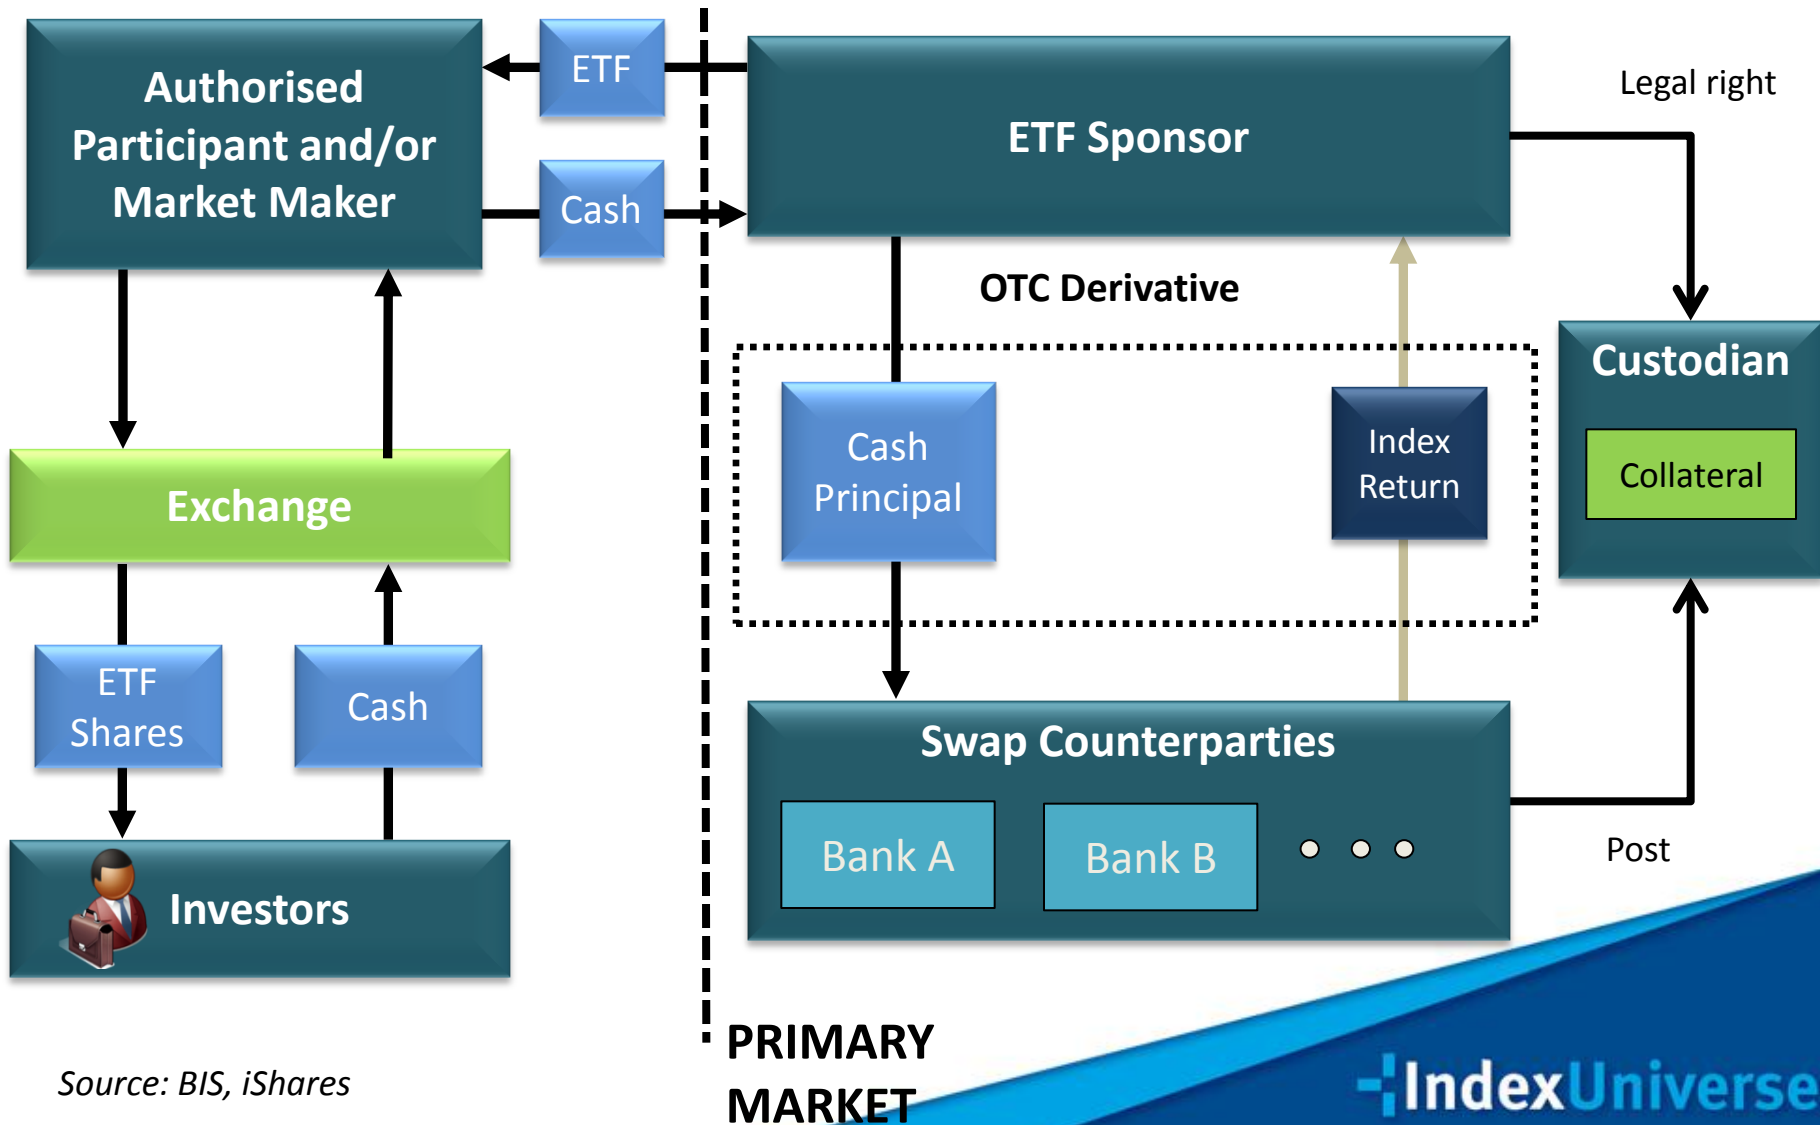 Authorised
Participant and/or
Market Maker
ETF
Cash
ETF Sponsor
Legal right
OTC Derivative
Custodian
Collateral
Cash
Principal
Index
Return
Exchange
ETF
Shares
Cash
Swap Counterparties
Bank A
Bank B
Post
Investors
PRIMARY
MARKET
Source: BIS, iShares
IndexUniverse